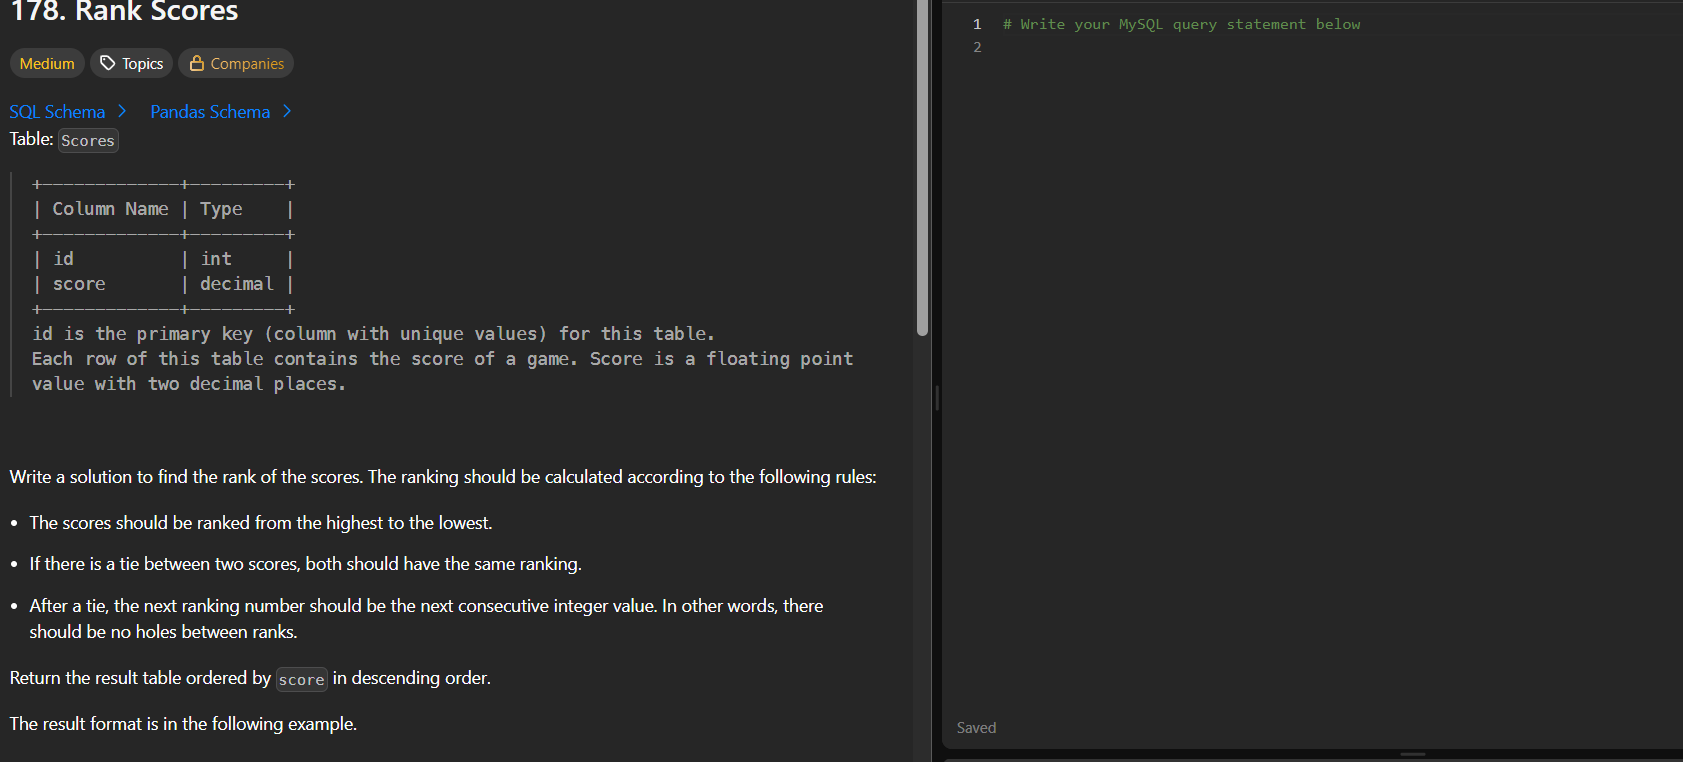 178. Rank Scores
Medium Topics Companies
SQL Schema > Pandas Schema >
Table: Scores
+-------------+---------+
| Column Name | Type    |
+-------------+---------+
| id          | int     |
| score       | decimal |
+-------------+---------+
id is the primary key (column with unique values) for this table.
Each row of this table contains the score of a game. Score is a floating point
value with two decimal places.
Write a solution to find the rank of the scores. The ranking should be calculated according to the following rules:
• The scores should be ranked from the highest to the lowest.
• If there is a tie between two scores, both should have the same ranking.
• After a tie, the next ranking number should be the next consecutive integer value. In other words, there
should be no holes between ranks.
Return the result table ordered by score in descending order.
The result format is in the following example.
1 # Write your MySQL query statement below
2
Saved